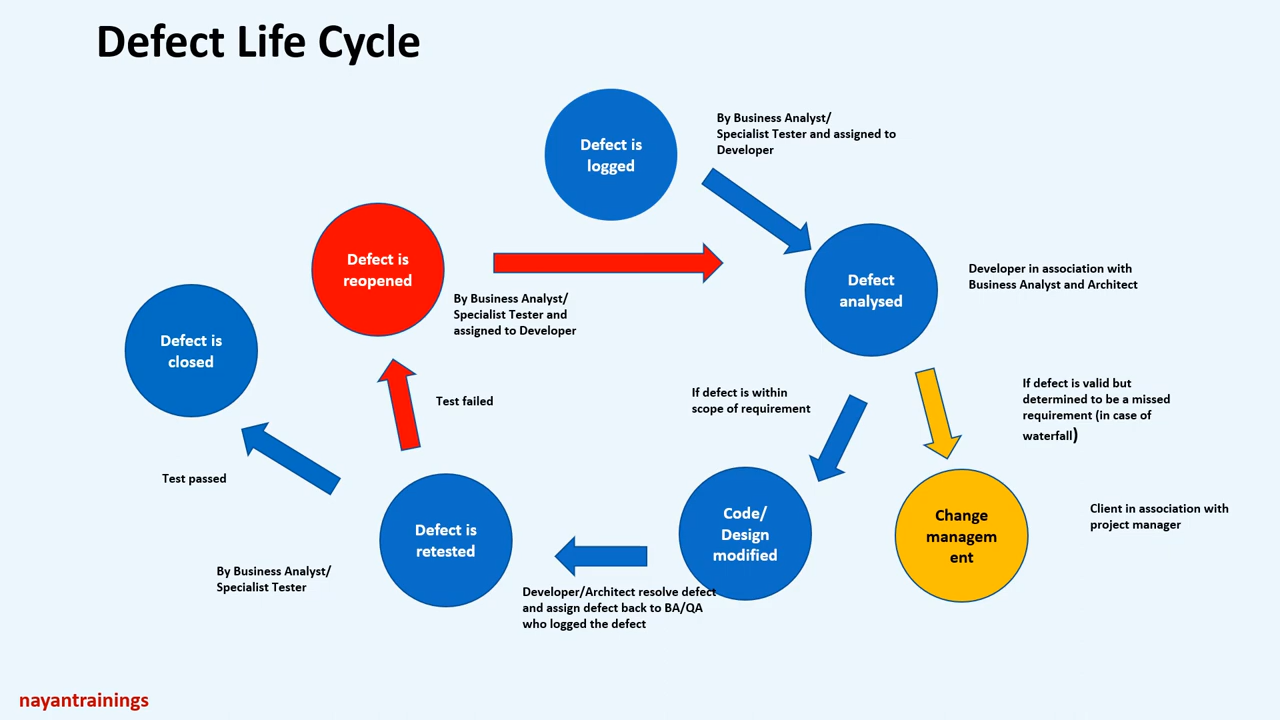 Defect Life Cycle
Defect is
logged
By Business Analyst/
Specialist Tester and assigned to
Developer
Defect is
reopened
By Business Analyst/
Specialist Tester and
assigned to Developer
Defect
analysed
Developer in association with
Business Analyst and Architect
Defect is
closed
Test failed
If defect is within
scope of requirement
If defect is valid but
determined to be a missed
requirement (in case of
waterfall)
Test passed
Defect is
retested
Code/
Design
modified
Change
managem
ent
Client in association with
project manager
By Business Analyst/
Specialist Tester
Developer/Architect resolve defect
and assign defect back to BA/QA
who logged the defect
nayantrainings